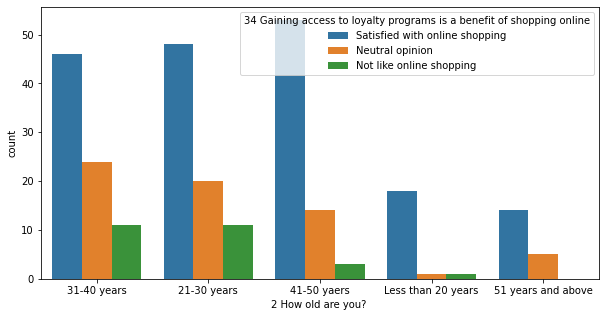 34 Gaining access to loyalty programs is a benefit of shopping online
Satisfied with online shopping
Neutral opinion
Not like online shopping
count
50
40
30
20
10
0
31-40 years
21-30 years
41-50 yaers
Less than 20 years
51 years and above
2 How old are you?